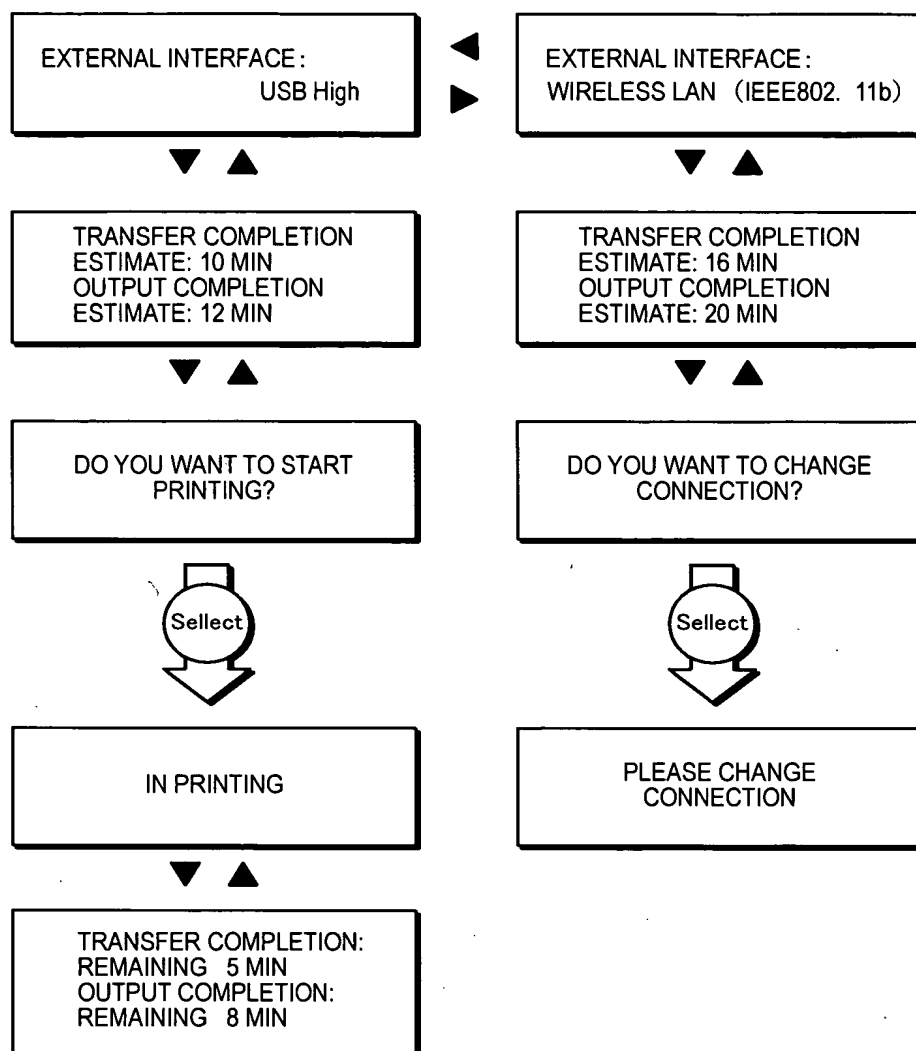 EXTERNAL INTERFACE:
USB High
EXTERNAL INTERFACE:
WIRELESS LAN (IEEE802. 11b)
TRANSFER COMPLETION
ESTIMATE: 10 MIN
OUTPUT COMPLETION
ESTIMATE: 12 MIN
TRANSFER COMPLETION
ESTIMATE: 16 MIN
OUTPUT COMPLETION
ESTIMATE: 20 MIN
DO YOU WANT TO START
PRINTING?
DO YOU WANT TO CHANGE
CONNECTION?
Sellect
Sellect
IN PRINTING
PLEASE CHANGE
CONNECTION
TRANSFER COMPLETION:
REMAINING 5 MIN
OUTPUT COMPLETION:
REMAINING 8 MIN